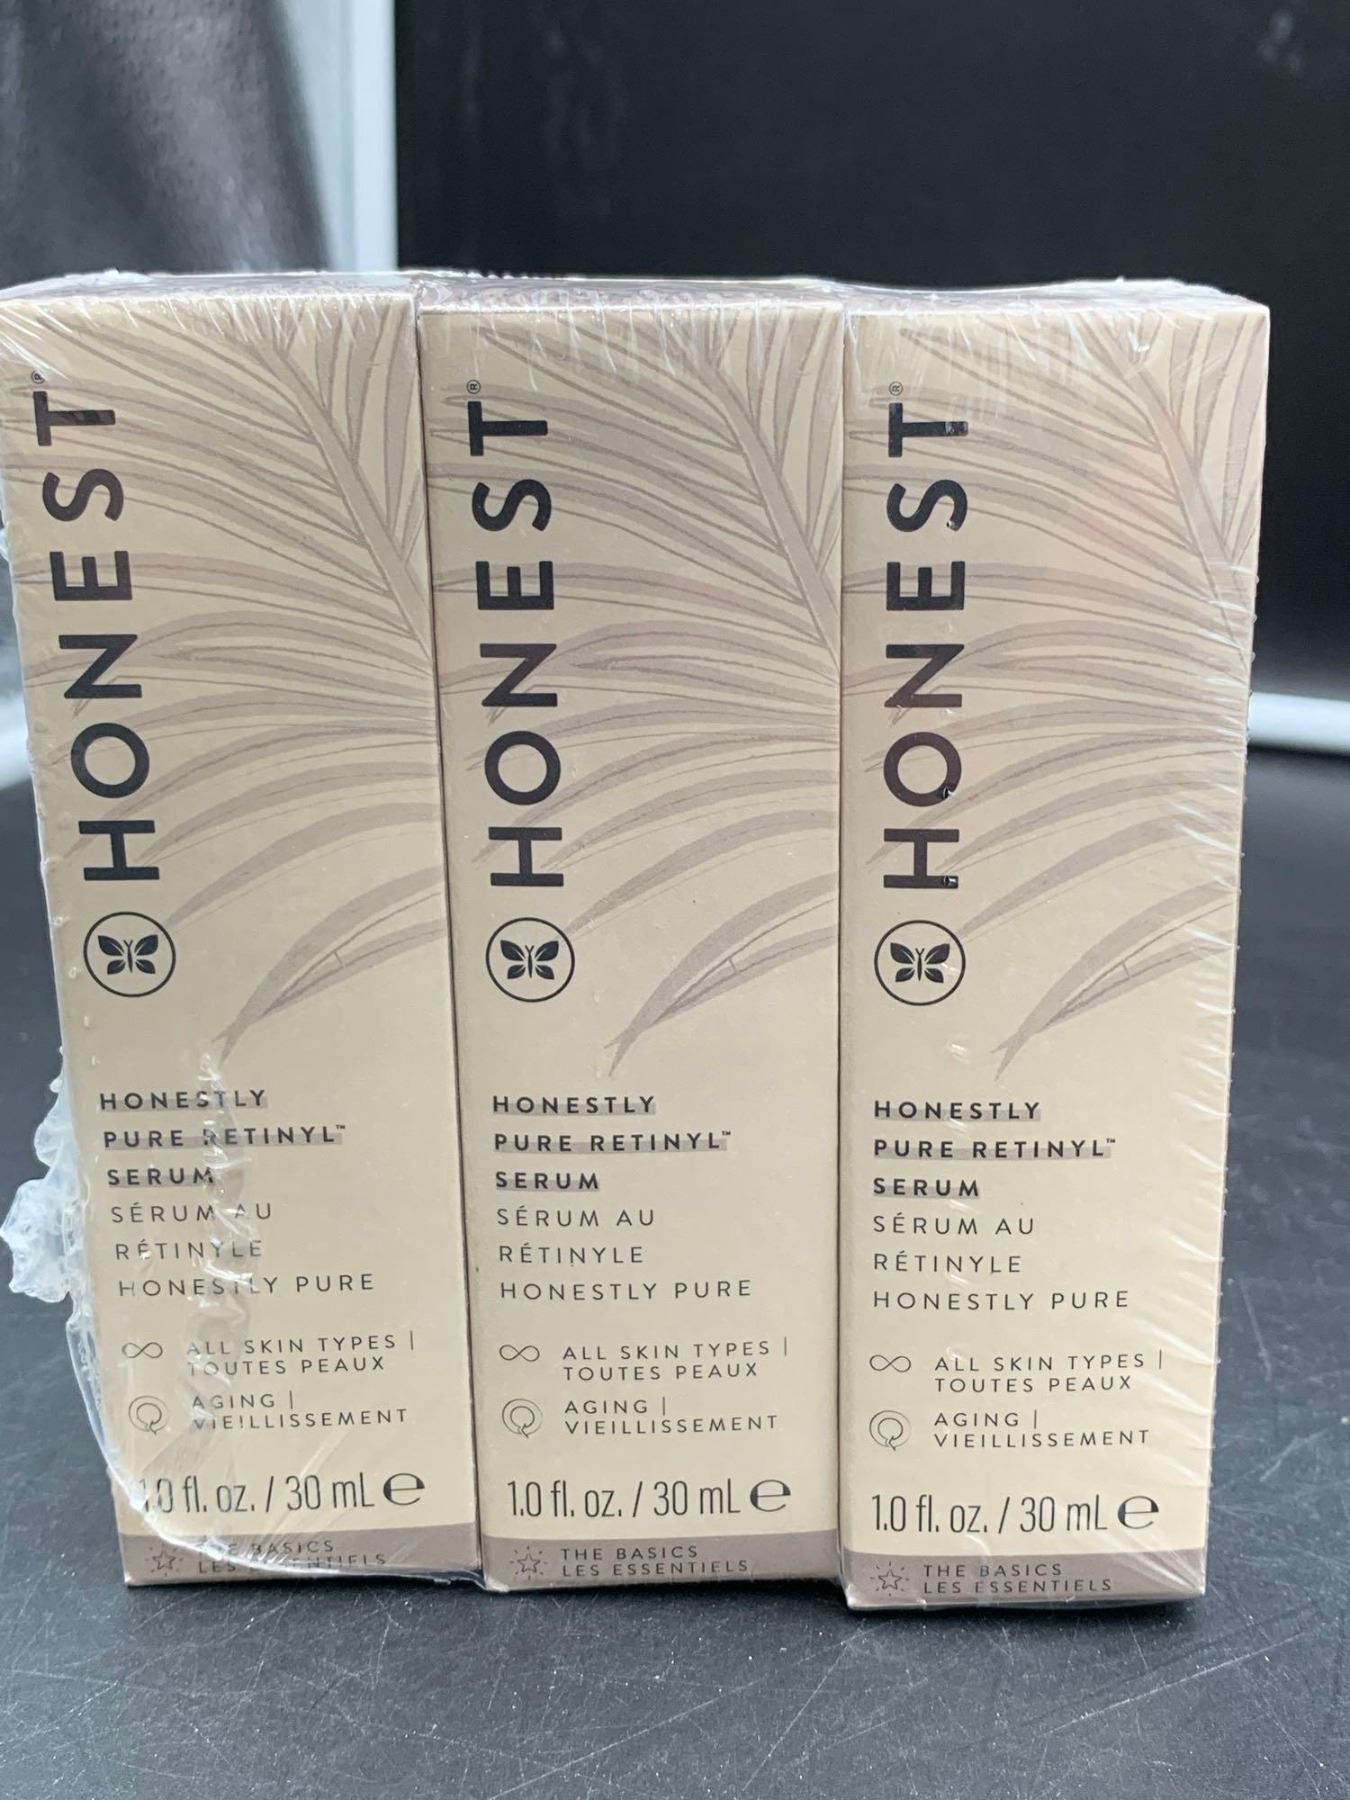 HONEST®
HONESTLY
PURE RETINYL™
SERUM
SÉRUM AU
RÉTINYLE
HONESTLY PURE
ALL SKIN TYPES |
TOUTES PEAUX
AGING |
VIEILLISSEMENT
1.0 fl. oz. / 30 mL ℮
THE BASICS
LES ESSENTIELS
HONEST®
HONESTLY
PURE RETINYL™
SERUM
SÉRUM AU
RÉTINYLE
HONESTLY PURE
ALL SKIN TYPES |
TOUTES PEAUX
AGING |
VIEILLISSEMENT
1.0 fl. oz. / 30 mL ℮
THE BASICS
LES ESSENTIELS
HONEST®
HONESTLY
PURE RETINYL™
SERUM
SÉRUM AU
RÉTINYLE
HONESTLY PURE
ALL SKIN TYPES |
TOUTES PEAUX
AGING |
VIEILLISSEMENT
1.0 fl. oz. / 30 mL ℮
THE BASICS
LES ESSENTIELS